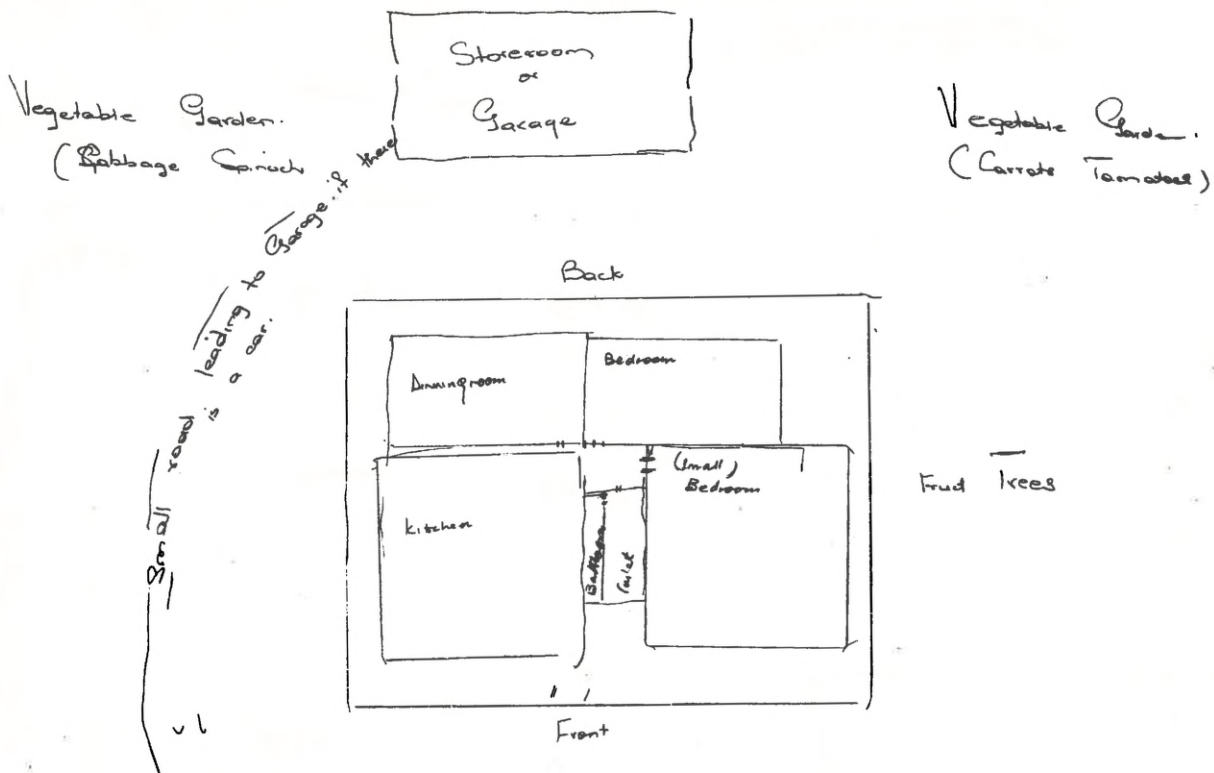 Storeroom
or
Garage
Vegetable Garden.
(Cabbage Spinach
Vegetable Garden.
(Carrots Tomatoes)
Small road leading to Garage if there
is a car.
Back
Dinningroom
Bedroom
(Small)
Bedroom
Kitchen
Bathroom
Toilet
Fruit Trees
Front